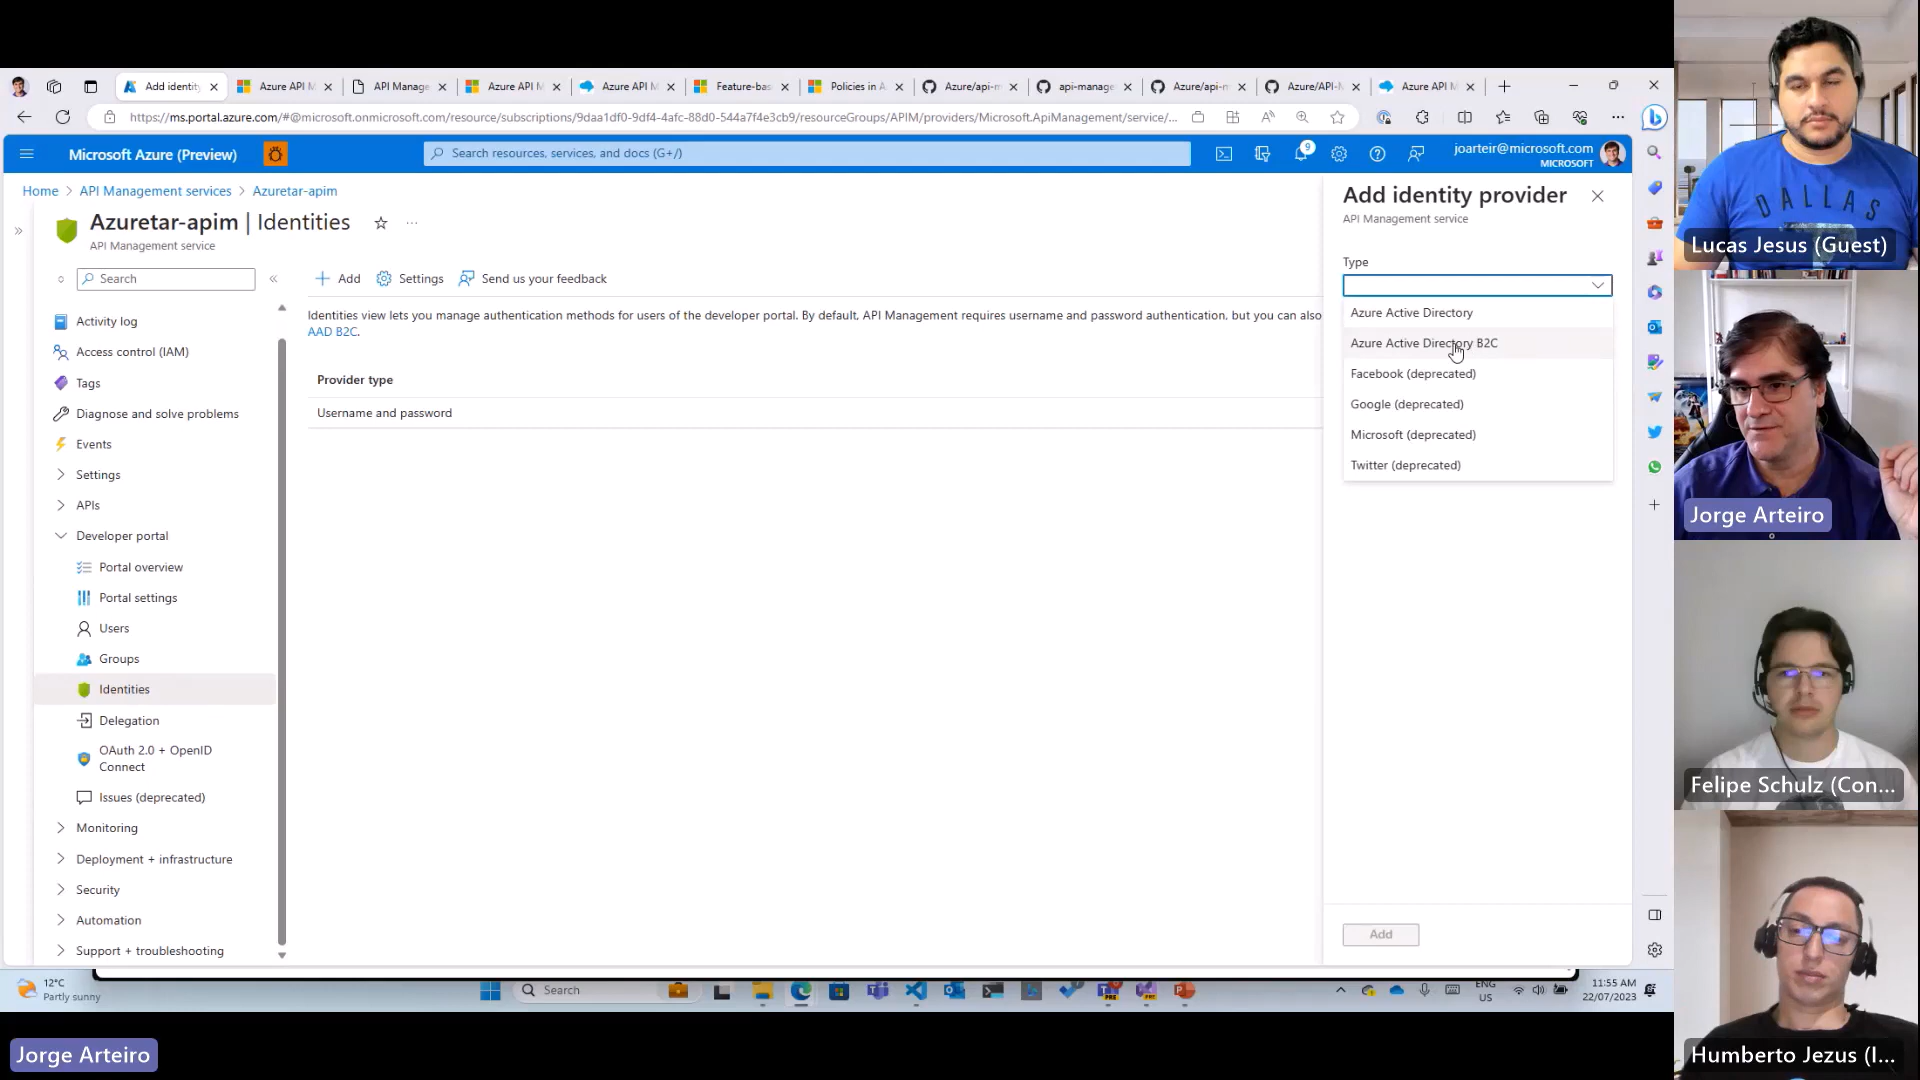 Add identity
Azure API M
API Manage
Azure API M
Azure API M
Feature-bas
Policies in A
Azure/api-m
api-manage
Azure/api-m
Azure/API-M
Azure API M
https://ms.portal.azure.com/#@microsoft.onmicrosoft.com/resource/subscriptions/9daa1df0-9df4-4afc-88d0-544a7f4e3cb9/resourceGroups/APIM/providers/Microsoft.ApiManagement/service/...
Microsoft Azure (Preview)
Search resources, services, and docs (G+/)
9
joarteir@microsoft.com
MICROSOFT
Home > API Management services > Azuretar-apim
Azuretar-apim | Identities
API Management service
Search
Activity log
Access control (IAM)
Tags
Diagnose and solve problems
Events
Settings
APIs
Developer portal
Portal overview
Portal settings
Users
Groups
Identities
Delegation
OAuth 2.0 + OpenID
Connect
Issues (deprecated)
Monitoring
Deployment + infrastructure
Security
Automation
Support + troubleshooting
Add
Settings
Send us your feedback
Identities view lets you manage authentication methods for users of the developer portal. By default, API Management requires username and password authentication, but you can also
AAD B2C.
Provider type
Username and password
Add identity provider
API Management service
Type
Azure Active Directory
Azure Active Directory B2C
Facebook (deprecated)
Google (deprecated)
Microsoft (deprecated)
Twitter (deprecated)
Add
12°C
Partly sunny
Search
ENG
US
11:55 AM
22/07/2023
DALLAS
Lucas Jesus (Guest)
Jorge Arteiro
Felipe Schulz (Con...
Humberto Jezus (I...
Jorge Arteiro